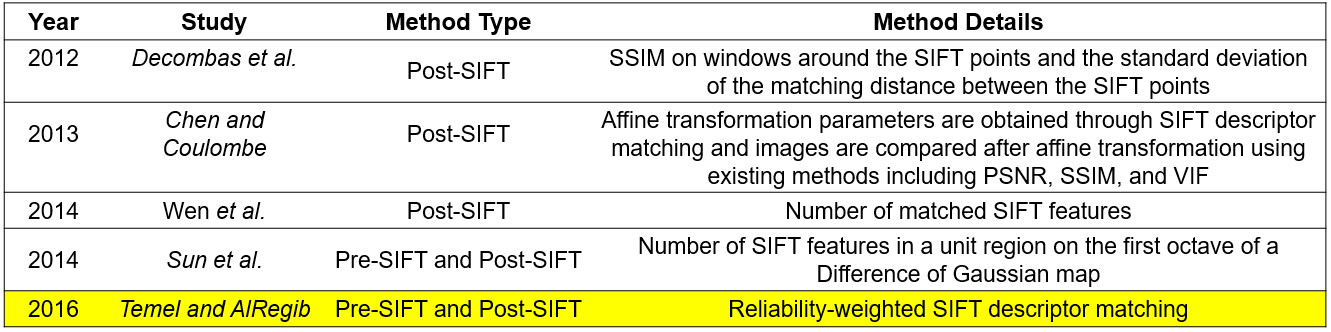 Year Study Method Type Method Details
2012 Decombas et al. Post-SIFT SSIM on windows around the SIFT points and the standard deviation
of the matching distance between the SIFT points
2013 Chen and
Coulombe Post-SIFT Affine transformation parameters are obtained through SIFT descriptor
matching and images are compared after affine transformation using
existing methods including PSNR, SSIM, and VIF
2014 Wen et al. Post-SIFT Number of matched SIFT features
2014 Sun et al. Pre-SIFT and Post-SIFT Number of SIFT features in a unit region on the first octave of a
Difference of Gaussian map
2016 Temel and AlRegib Pre-SIFT and Post-SIFT Reliability-weighted SIFT descriptor matching